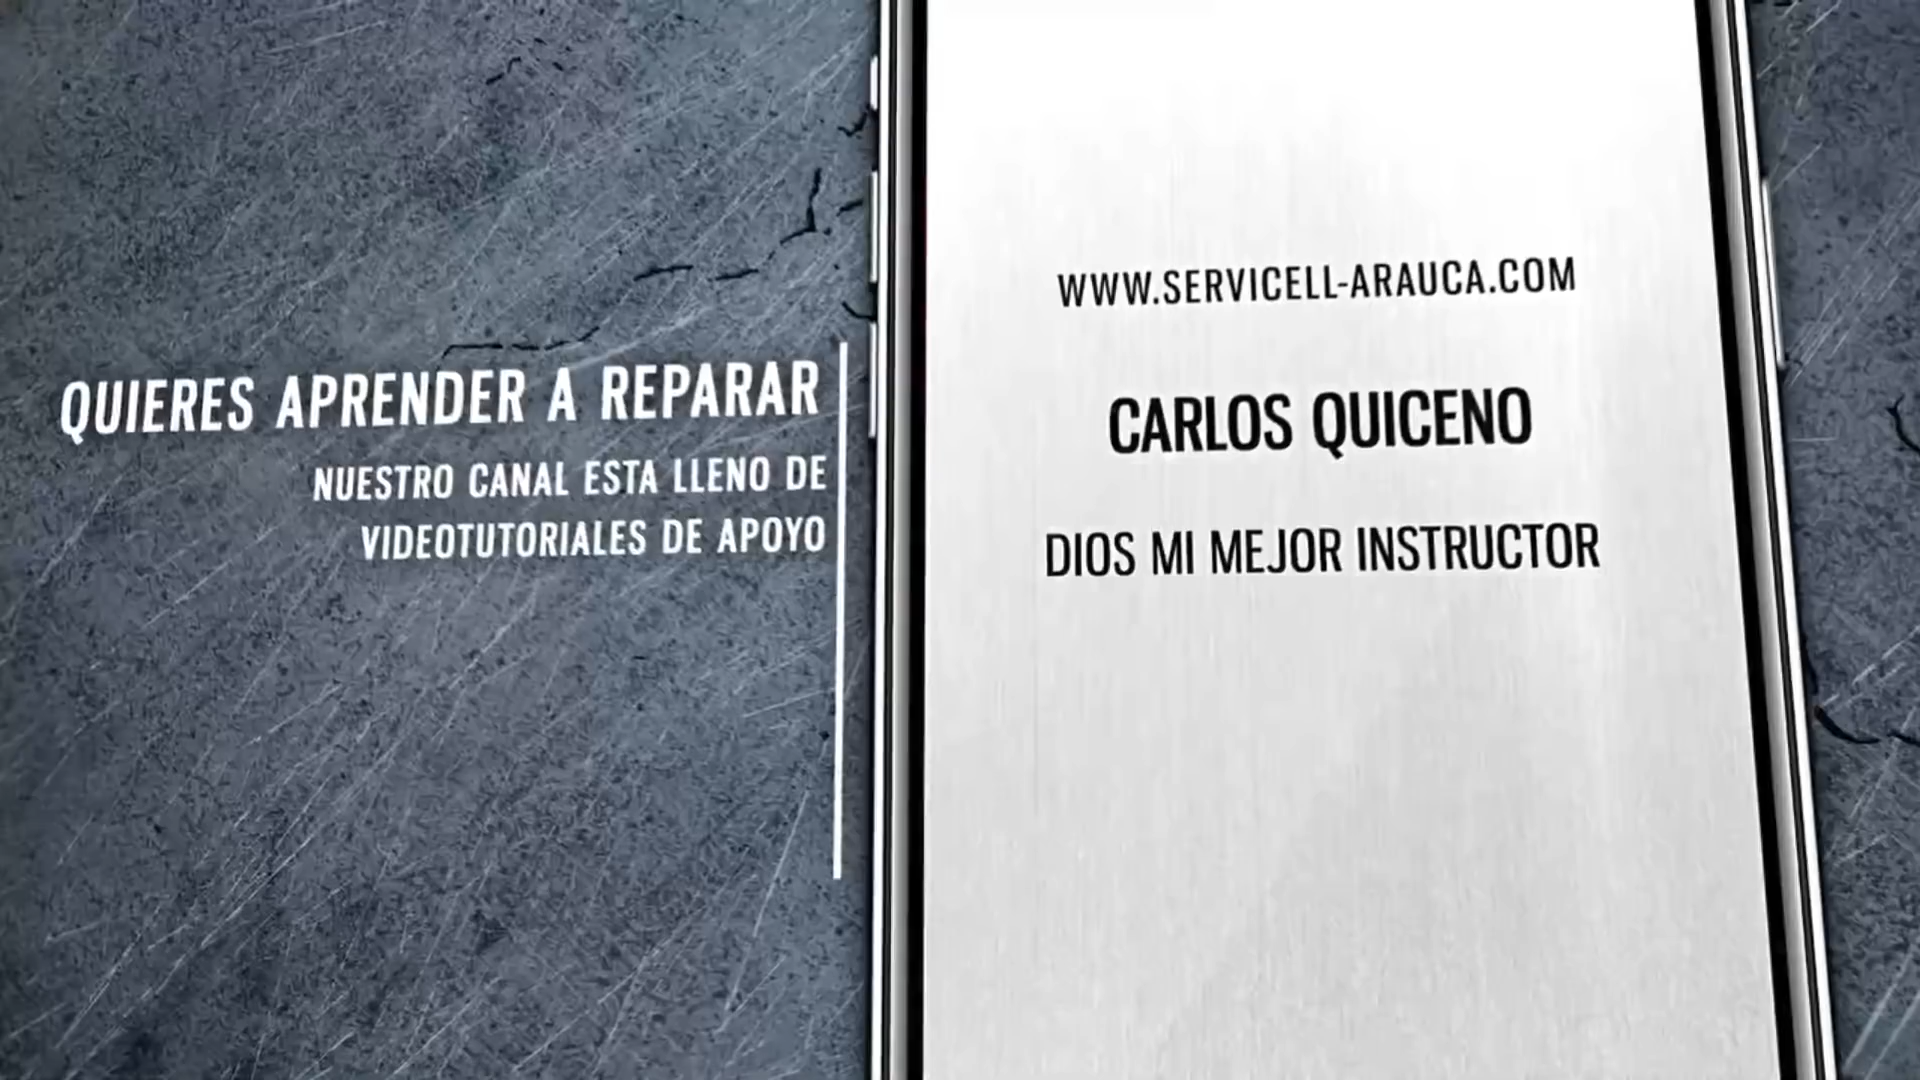 QUIERES APRENDER A REPARAR
NUESTRO CANAL ESTA LLENO DE
VIDEOTUTORIALES DE APOYO
WWW.SERVICELL-ARAUCA.COM
CARLOS QUICENO
DIOS MI MEJOR INSTRUCTOR